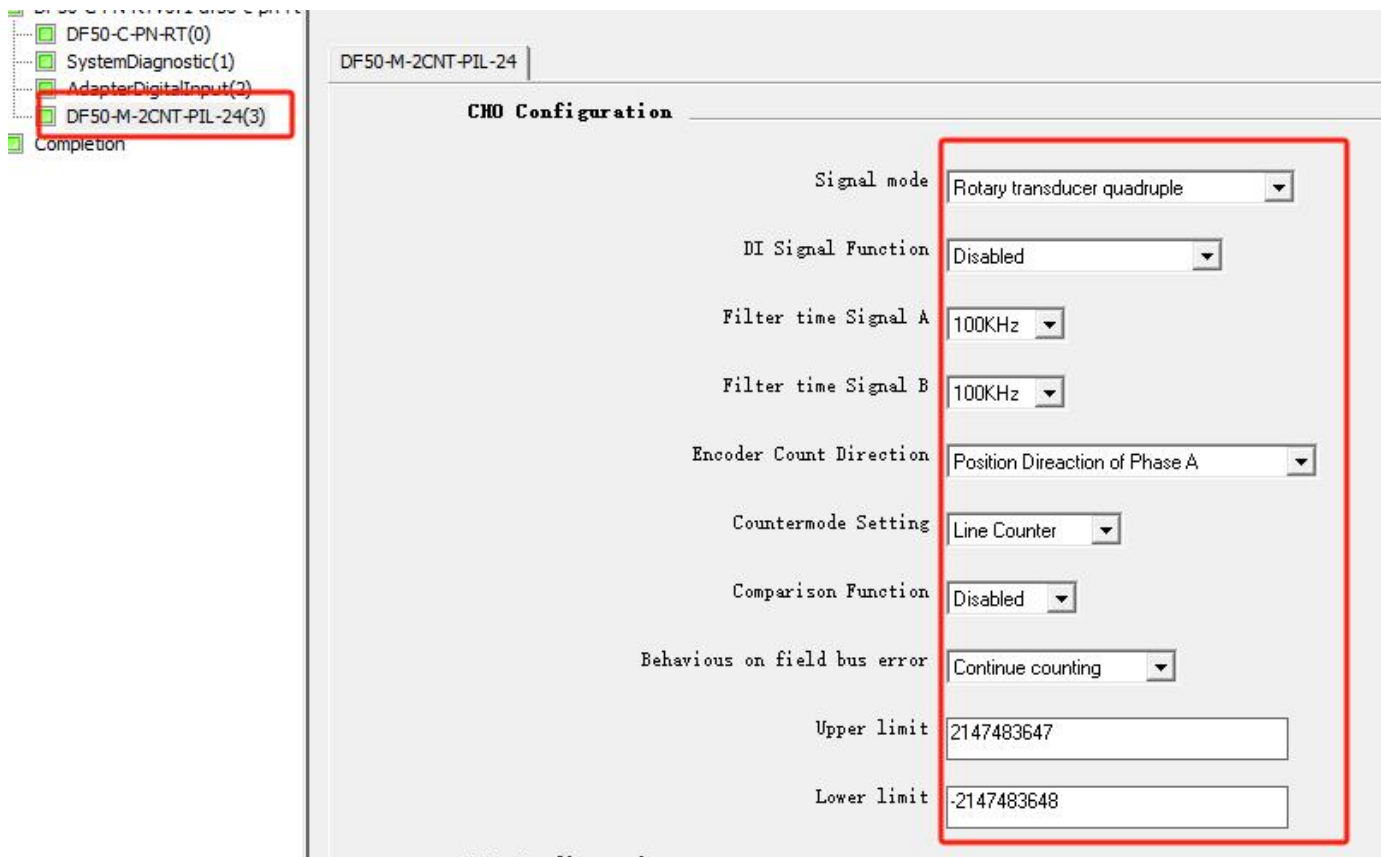 DF50-C-PN-RT(0)
SystemDiagnostic(1)
AdapterDigitalInput(2)
DF50-M-2CNT-PIL-24(3)
Completion
DF50-M-2CNT-PIL-24
CH0 Configuration
Signal mode Rotary transducer quadruple
DI Signal Function Disabled
Filter time Signal A 100KHz
Filter time Signal B 100KHz
Encoder Count Direction Position Direaction of Phase A
Countermode Setting Line Counter
Comparison Function Disabled
Behavious on field bus error Continue counting
Upper limit 2147483647
Lower limit -2147483648